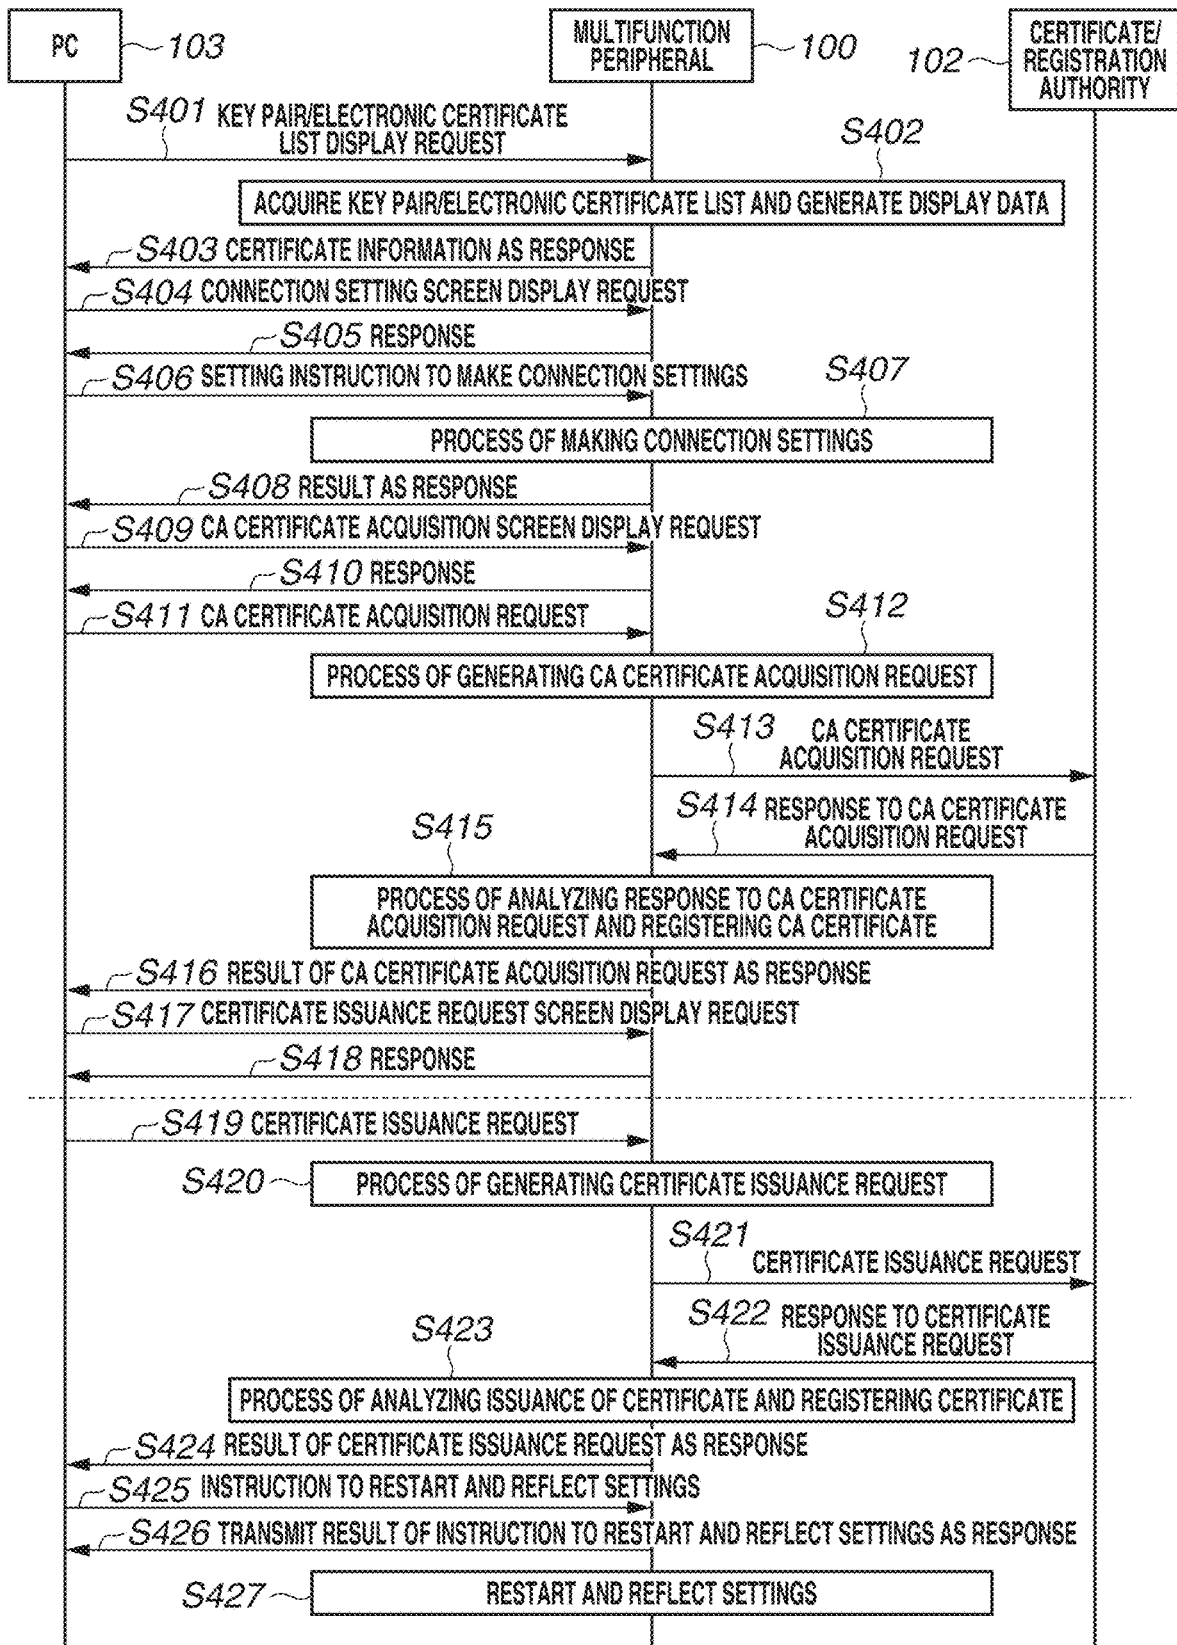 PC
103
MULTIFUNCTION
PERIPHERAL
100
102
CERTIFICATE/
REGISTRATION
AUTHORITY
S401 KEY PAIR/ELECTRONIC CERTIFICATE
LIST DISPLAY REQUEST
S402
ACQUIRE KEY PAIR/ELECTRONIC CERTIFICATE LIST AND GENERATE DISPLAY DATA
S403 CERTIFICATE INFORMATION AS RESPONSE
S404 CONNECTION SETTING SCREEN DISPLAY REQUEST
S405 RESPONSE
S406 SETTING INSTRUCTION TO MAKE CONNECTION SETTINGS
S407
PROCESS OF MAKING CONNECTION SETTINGS
S408 RESULT AS RESPONSE
S409 CA CERTIFICATE ACQUISITION SCREEN DISPLAY REQUEST
S410 RESPONSE
S411 CA CERTIFICATE ACQUISITION REQUEST
S412
PROCESS OF GENERATING CA CERTIFICATE ACQUISITION REQUEST
S413 CA CERTIFICATE
ACQUISITION REQUEST
S414 RESPONSE TO CA CERTIFICATE
ACQUISITION REQUEST
S415
PROCESS OF ANALYZING RESPONSE TO CA CERTIFICATE
ACQUISITION REQUEST AND REGISTERING CA CERTIFICATE
S416 RESULT OF CA CERTIFICATE ACQUISITION REQUEST AS RESPONSE
S417 CERTIFICATE ISSUANCE REQUEST SCREEN DISPLAY REQUEST
S418 RESPONSE
S419 CERTIFICATE ISSUANCE REQUEST
S420 PROCESS OF GENERATING CERTIFICATE ISSUANCE REQUEST
S421
CERTIFICATE ISSUANCE REQUEST
S422 RESPONSE TO CERTIFICATE
ISSUANCE REQUEST
S423
PROCESS OF ANALYZING ISSUANCE OF CERTIFICATE AND REGISTERING CERTIFICATE
S424 RESULT OF CERTIFICATE ISSUANCE REQUEST AS RESPONSE
S425 INSTRUCTION TO RESTART AND REFLECT SETTINGS
S426 TRANSMIT RESULT OF INSTRUCTION TO RESTART AND REFLECT SETTINGS AS RESPONSE
S427 RESTART AND REFLECT SETTINGS